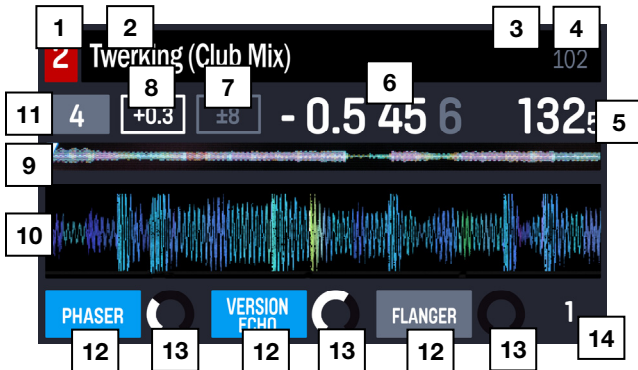 1 2 3 4
2 Twerking (Club Mix) 102
8 7 6
11 4 +0.3 ±8 - 0.5 45 6 132 5
5
9
10
PHASER VERSION ECHO FLANGER 1
12 13 12 13 12 13 14